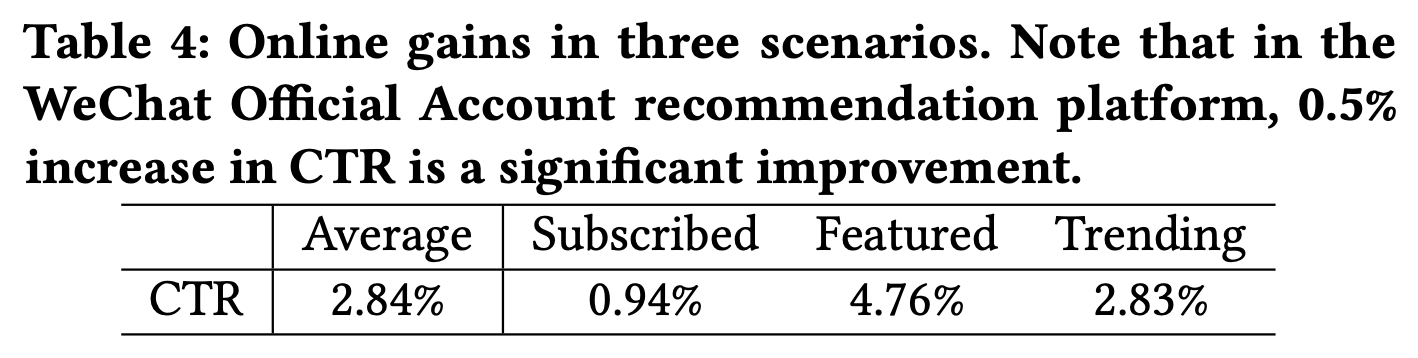 Table 4: Online gains in three scenarios. Note that in the
WeChat Official Account recommendation platform, 0.5%
increase in CTR is a significant improvement.
Average Subscribed Featured Trending
CTR 2.84% 0.94% 4.76% 2.83%